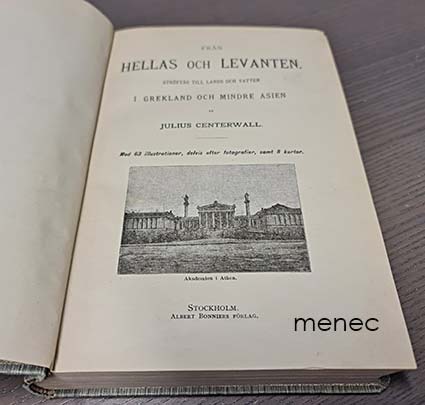 FRÅN
HELLAS OCH LEVANTEN,
STRÖFTÅG TILL LANDS OCH VATTEN
I GREKLAND OCH MINDRE ASIEN
AF
JULIUS CENTERWALL.
Med 63 illustrationer, delvis efter fotografier, samt 8 kartor.
Akademien i Athen.
STOCKHOLM.
ALBERT BONNIERS FÖRLAG.
menec